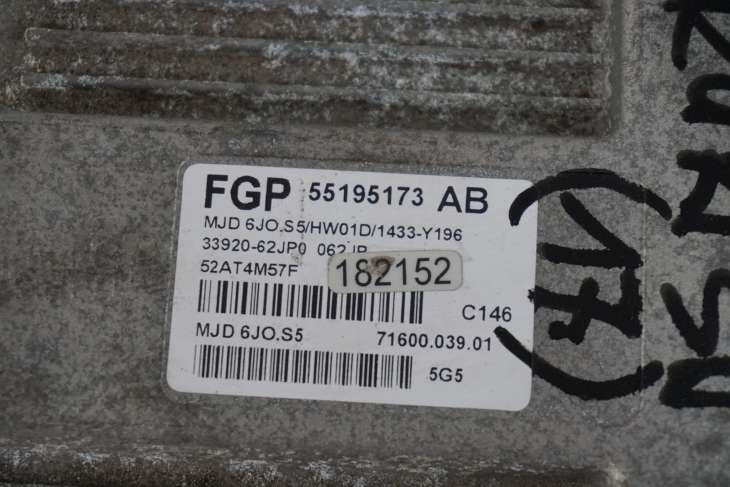 FGP 55195173 AB
MJD 6JO.S5/HW01D/1433-Y196
33920-62JP0 062JP
52AT4M57F 182152
C146
MJD 6JO.S5 71600.039.01
5G5
(17)